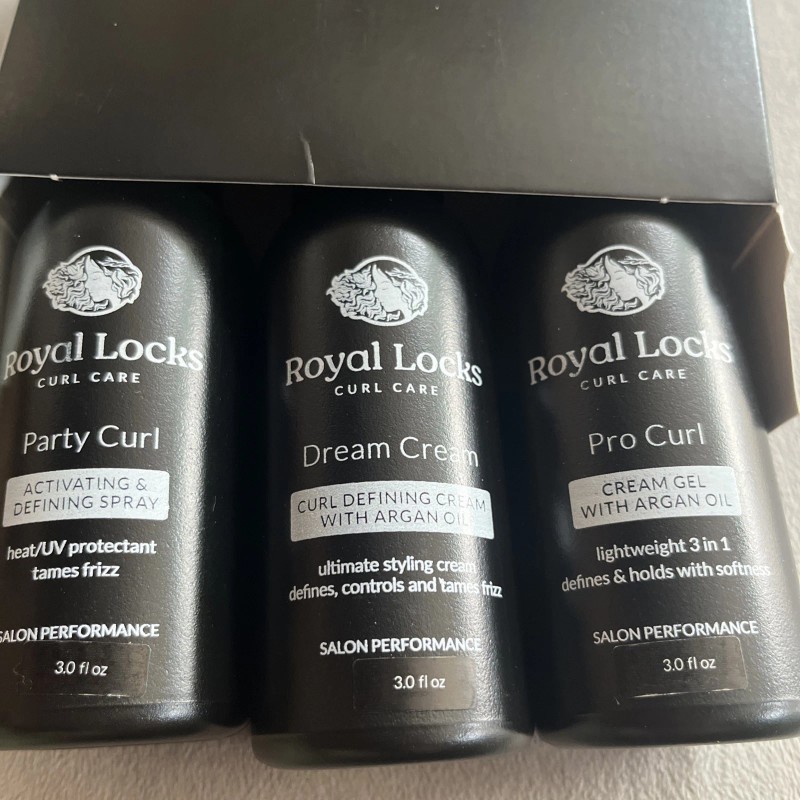 Royal Locks
CURL CARE
Party Curl
ACTIVATING &
DEFINING SPRAY
heat/UV protectant
tames frizz
SALON PERFORMANCE
3.0 fl oz
Royal Locks
CURL CARE
Dream Cream
CURL DEFINING CREAM
WITH ARGAN OIL
ultimate styling cream
defines, controls and tames frizz
SALON PERFORMANCE
3.0 fl oz
Royal Locks
CURL CARE
Pro Curl
CREAM GEL
WITH ARGAN OIL
lightweight 3 in 1
defines & holds with softness
SALON PERFORMANCE
3.0 fl oz